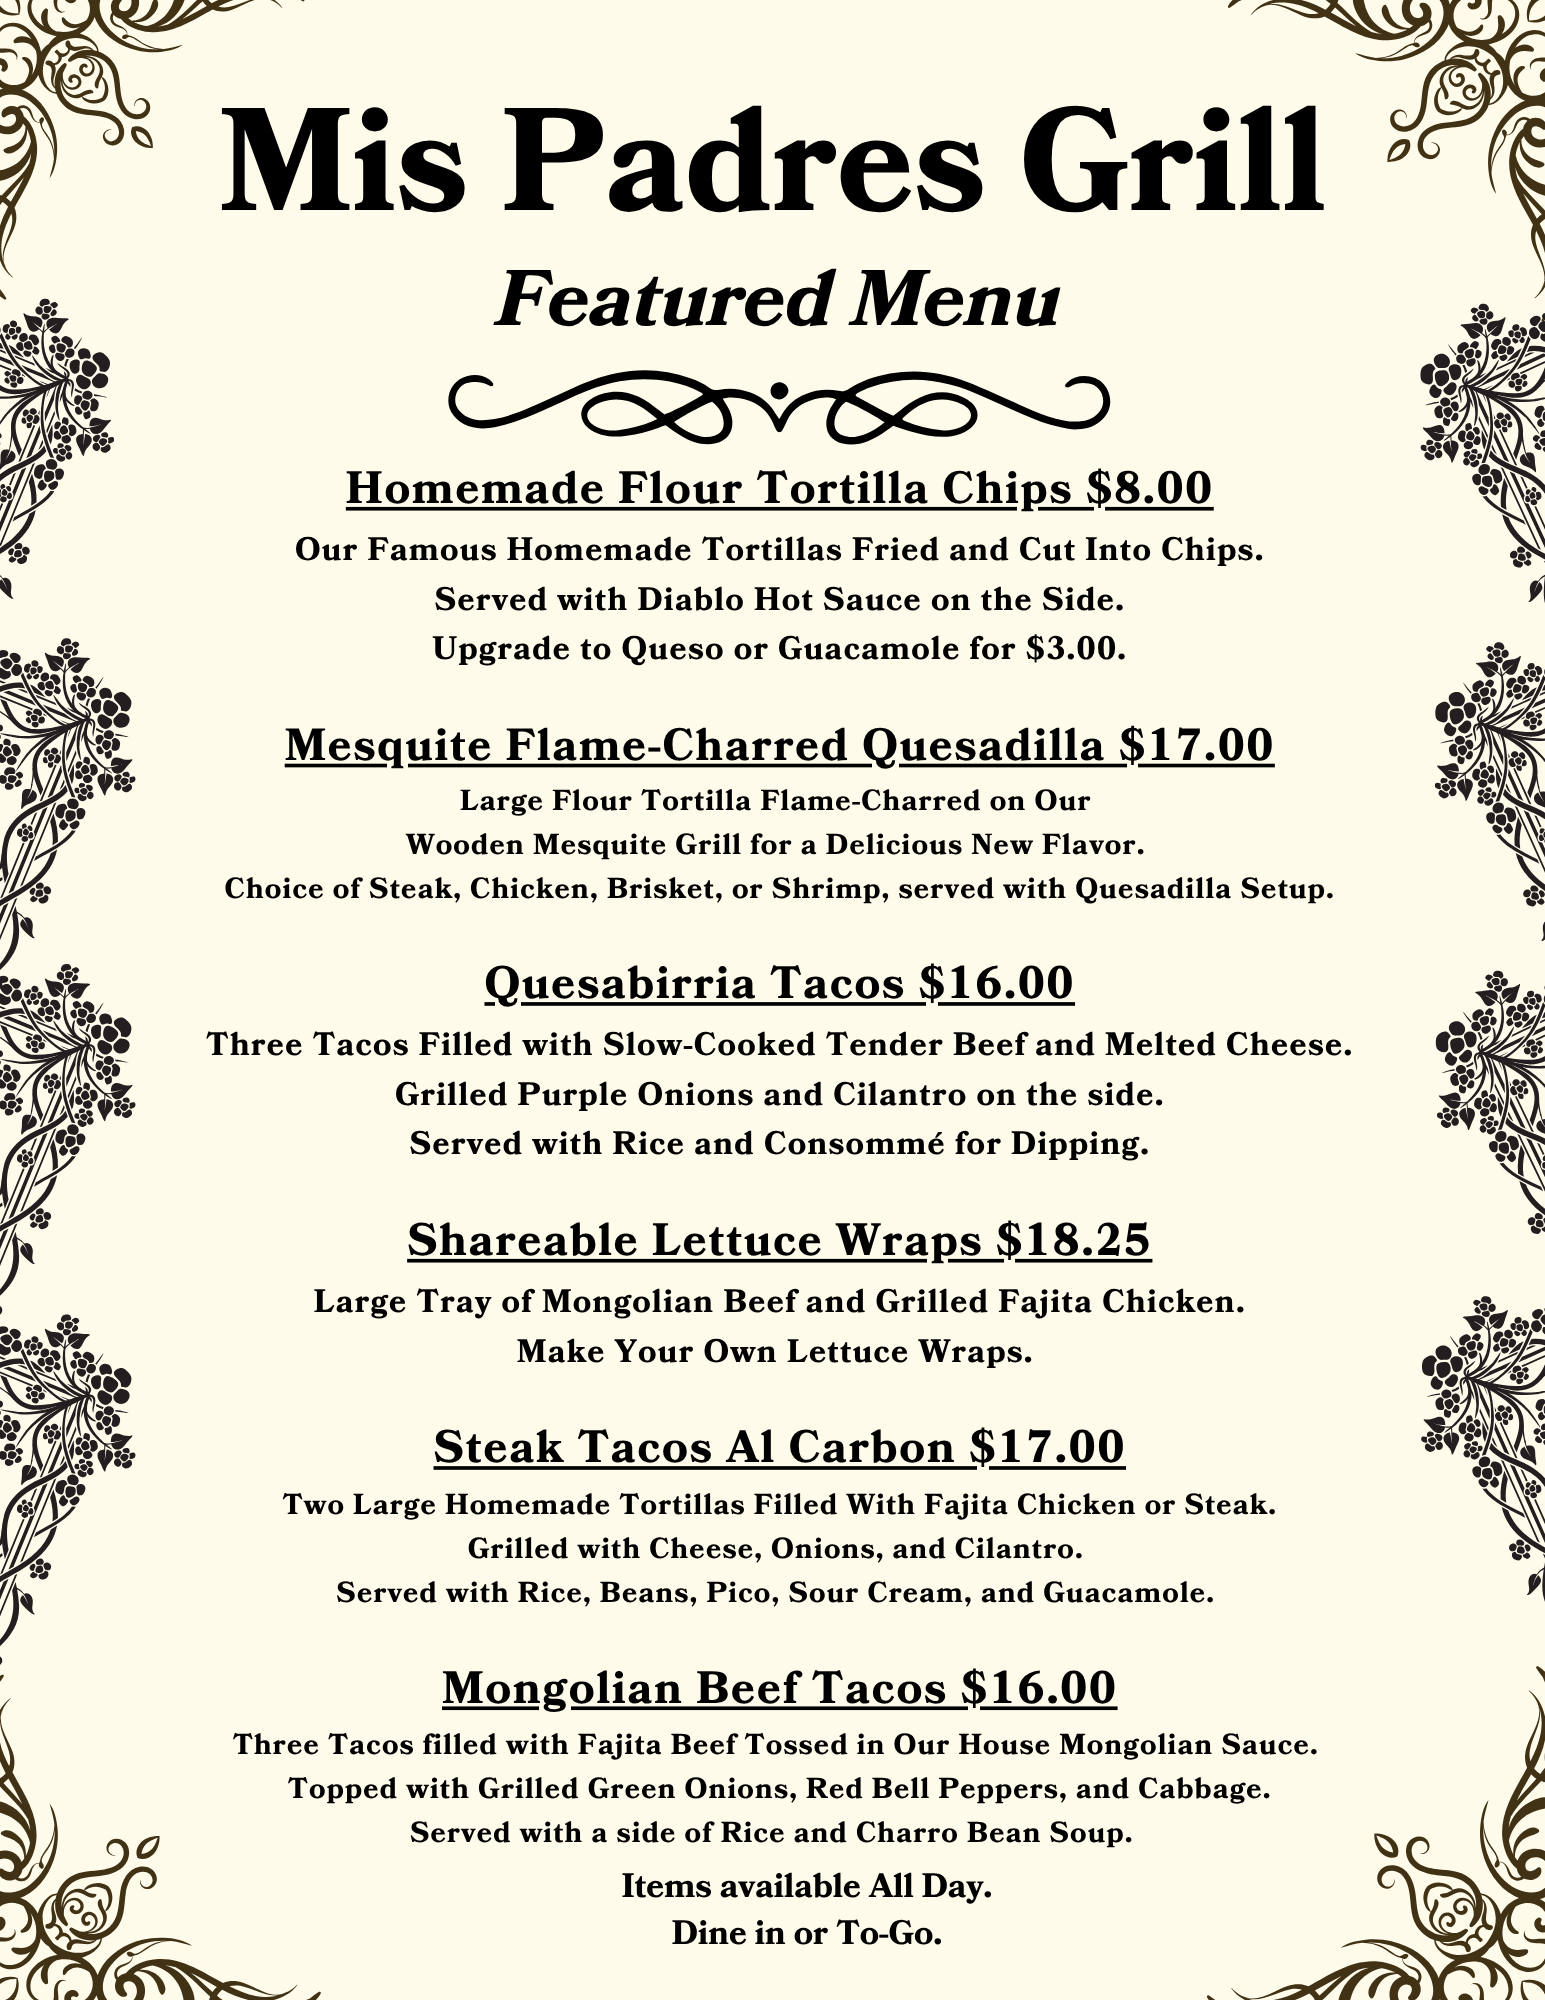 Mis Padres Grill
Featured Menu
Homemade Flour Tortilla Chips $8.00
Our Famous Homemade Tortillas Fried and Cut Into Chips.
Served with Diablo Hot Sauce on the Side.
Upgrade to Queso or Guacamole for $3.00.
Mesquite Flame-Charred Quesadilla $17.00
Large Flour Tortilla Flame-Charred on Our
Wooden Mesquite Grill for a Delicious New Flavor.
Choice of Steak, Chicken, Brisket, or Shrimp, served with Quesadilla Setup.
Quesabirria Tacos $16.00
Three Tacos Filled with Slow-Cooked Tender Beef and Melted Cheese.
Grilled Purple Onions and Cilantro on the side.
Served with Rice and Consommé for Dipping.
Shareable Lettuce Wraps $18.25
Large Tray of Mongolian Beef and Grilled Fajita Chicken.
Make Your Own Lettuce Wraps.
Steak Tacos Al Carbon $17.00
Two Large Homemade Tortillas Filled With Fajita Chicken or Steak.
Grilled with Cheese, Onions, and Cilantro.
Served with Rice, Beans, Pico, Sour Cream, and Guacamole.
Mongolian Beef Tacos $16.00
Three Tacos filled with Fajita Beef Tossed in Our House Mongolian Sauce.
Topped with Grilled Green Onions, Red Bell Peppers, and Cabbage.
Served with a side of Rice and Charro Bean Soup.
Items available All Day.
Dine in or To-Go.